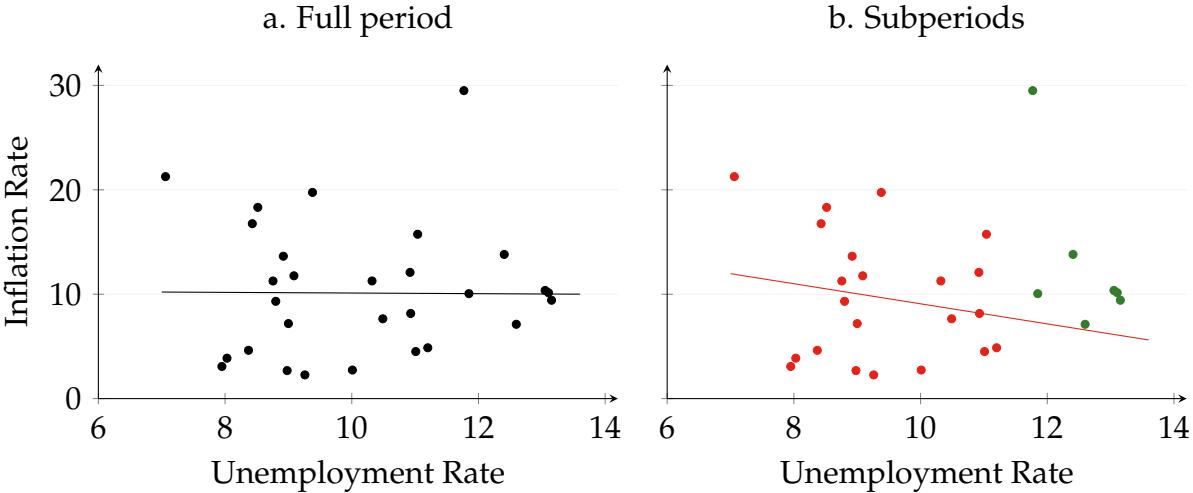 a. Full period
b. Subperiods
Inflation Rate
30
20
10
0
6 8 10 12 14
6 8 10 12 14
Unemployment Rate
Unemployment Rate